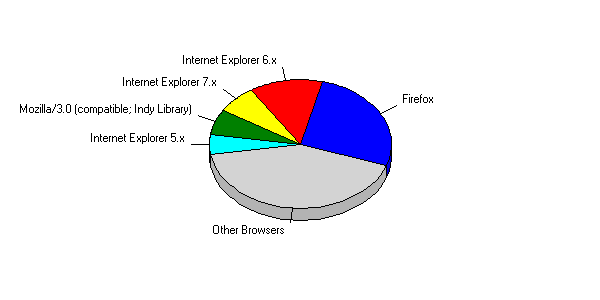 Internet Explorer 6.x
Internet Explorer 7.x
Firefox
Mozilla/3.0 (compatible; Indy Library)
Internet Explorer 5.x
Other Browsers